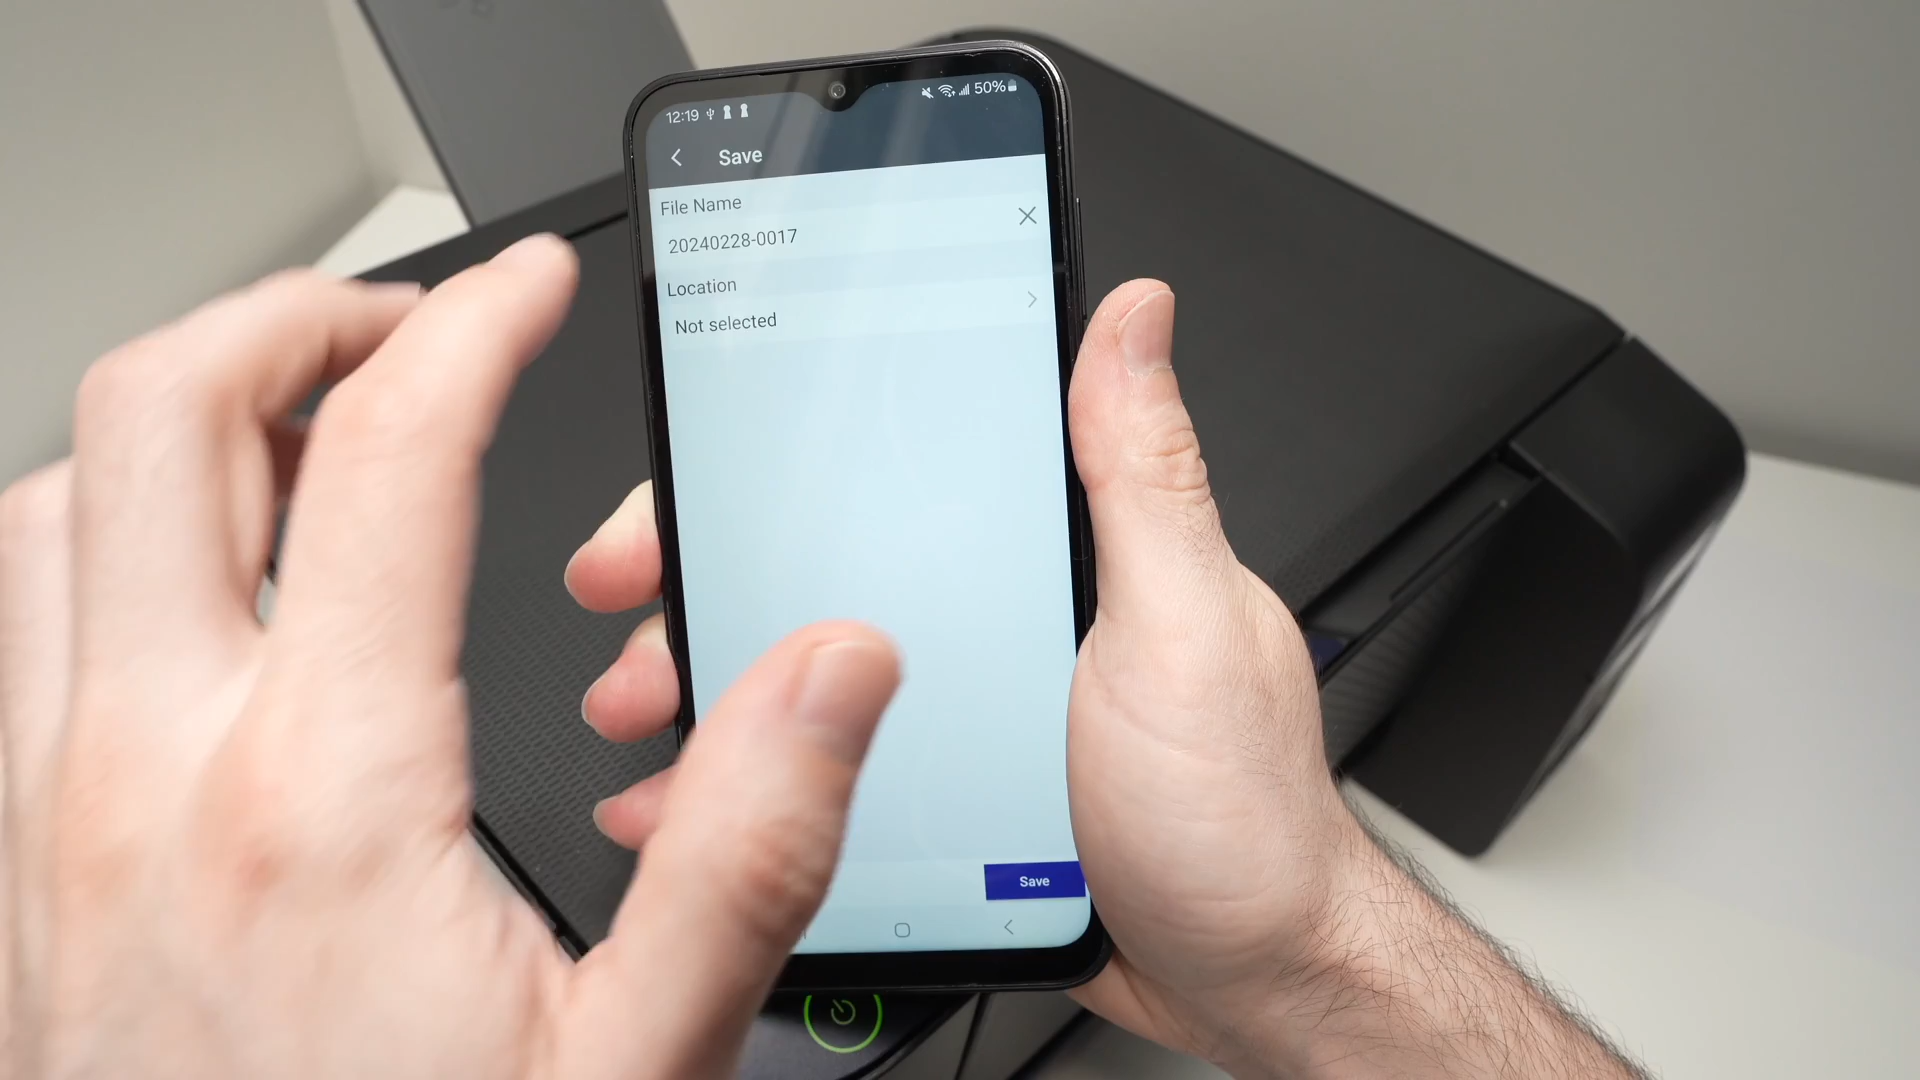 12:19 50%
Save
File Name
20240228-0017
Location
Not selected
Save